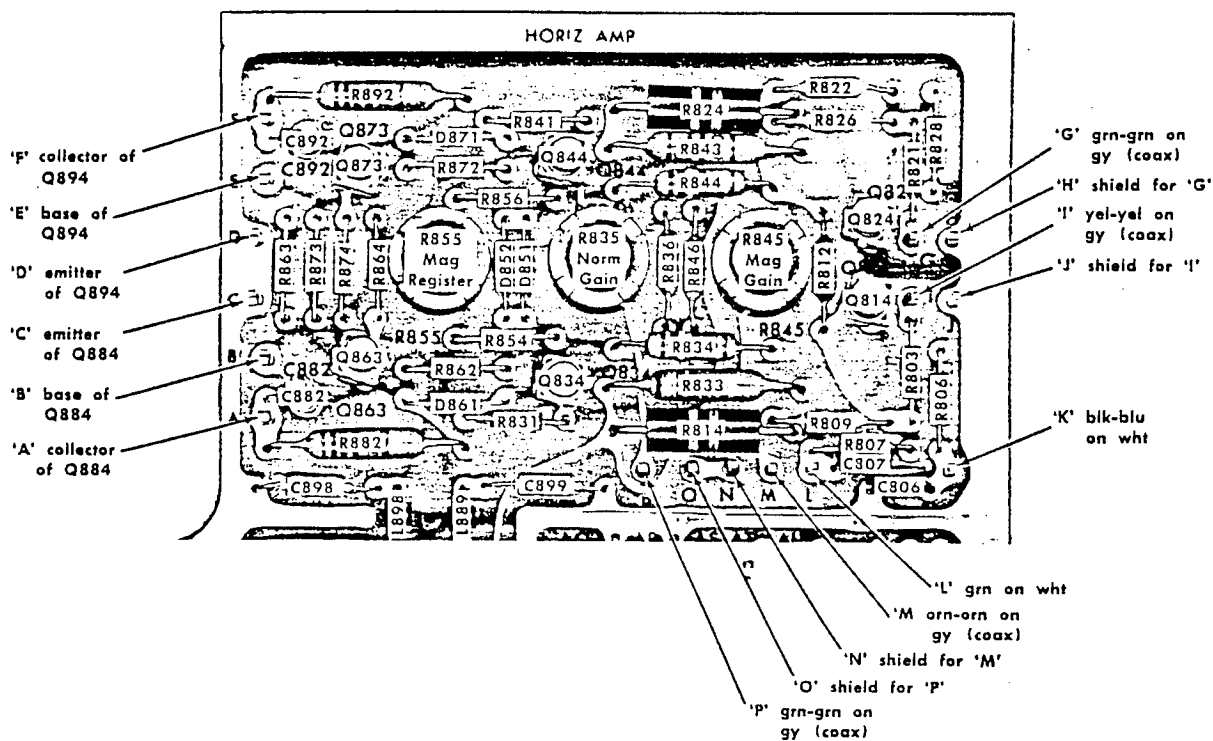 HORIZ AMP
R892
R824
R822
R841
R826
C892
Q873
D871
R843
R821
R828
C892
Q873
R872
Q844
Q844
R844
R856
Q824
R863
R873
R874
R864
R855
Mag
Register
D852
D851
R835
Norm
Gain
R836
R846
R845
Mag
Gain
R812
Q814
R855
R854
R845
Q863
R834
R803
R806
C882
R862
Q834
R833
C882
Q863
D861
R831
R814
R809
R882
R807
C807
C898
C899
C806
L898
L899
D
C
B
A
O N M L
'F' collector of
Q894
'E' base of
Q894
'D' emitter
of Q894
'C' emitter
of Q884
'B' base of
Q884
'A' collector
of Q884
'G' grn-grn on
gy (coax)
'H' shield for 'G'
'I' yel-yel on
gy (coax)
'J' shield for 'I'
'K' blk-blu
on wht
'L' grn on wht
'M orn-orn on
gy (coax)
'N' shield for 'M'
'O' shield for 'P'
'P' grn-grn on
gy (coax)